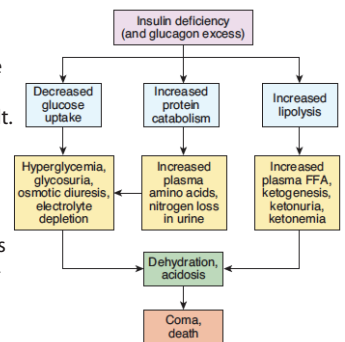 Insulin deficiency
(and glucagon excess)
Decreased
glucose
uptake
Increased
protein
catabolism
Increased
lipolysis
Hyperglycemia,
glycosuria,
osmotic diuresis,
electrolyte
depletion
Increased
plasma
amino acids,
nitrogen loss
in urine
Increased
plasma FFA,
ketogenesis,
ketonuria,
ketonemia
Dehydration,
acidosis
Coma,
death